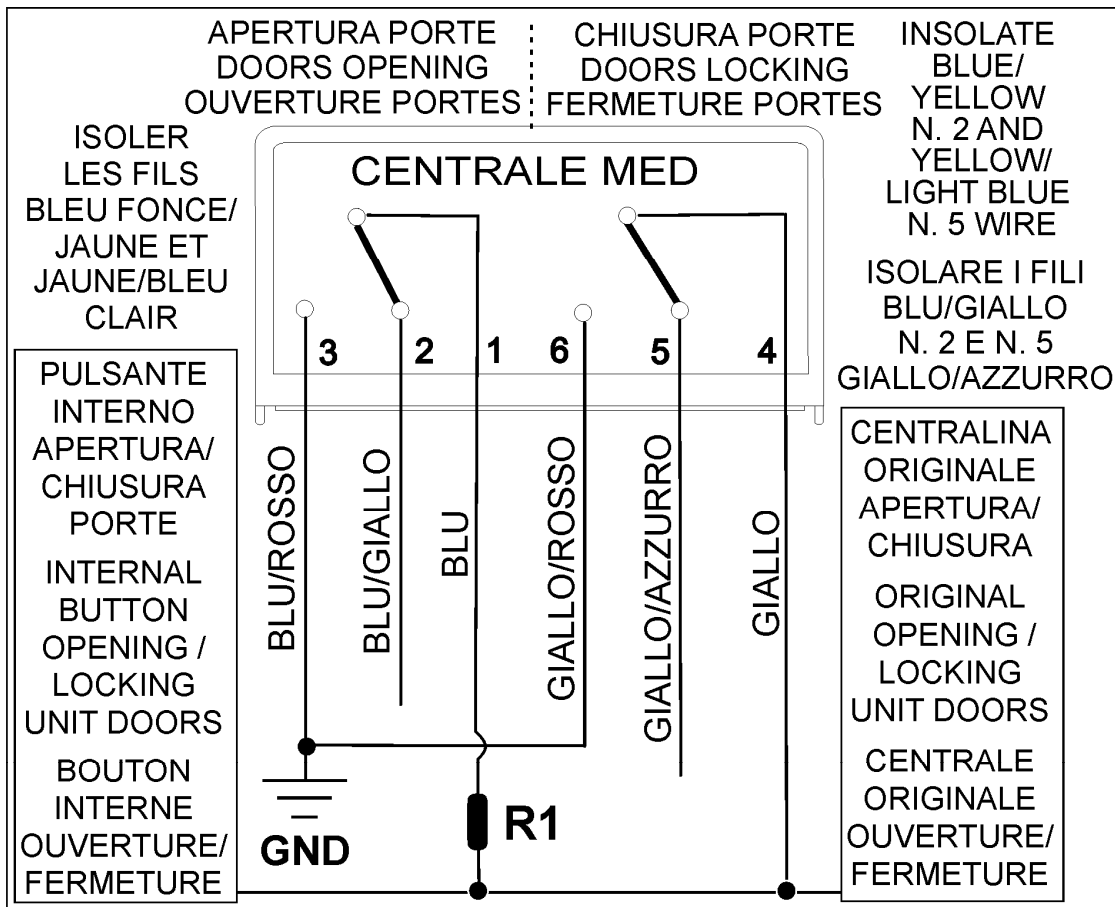 APERTURA PORTE
DOORS OPENING
OUVERTURE PORTES
CHIUSURA PORTE
DOORS LOCKING
FERMETURE PORTES
INSOLATE
BLUE/
YELLOW
N. 2 AND
YELLOW/
LIGHT BLUE
N. 5 WIRE
ISOLER
LES FILS
BLEU FONCE/
JAUNE ET
JAUNE/BLEU
CLAIR
CENTRALE MED
ISOLARE I FILI
BLU/GIALLO
N. 2 E N. 5
GIALLO/AZZURRO
3 2 1 6 5 4
PULSANTE
INTERNO
APERTURA/
CHIUSURA
PORTE
INTERNAL
BUTTON
OPENING /
LOCKING
UNIT DOORS
BOUTON
INTERNE
OUVERTURE/
FERMETURE
BLU/ROSSO
BLU/GIALLO
BLU
GIALLO/ROSSO
GIALLO/AZZURRO
GIALLO
GND
R1
CENTRALINA
ORIGINALE
APERTURA/
CHIUSURA
ORIGINAL
OPENING /
LOCKING
UNIT DOORS
CENTRALE
ORIGINALE
OUVERTURE/
FERMETURE